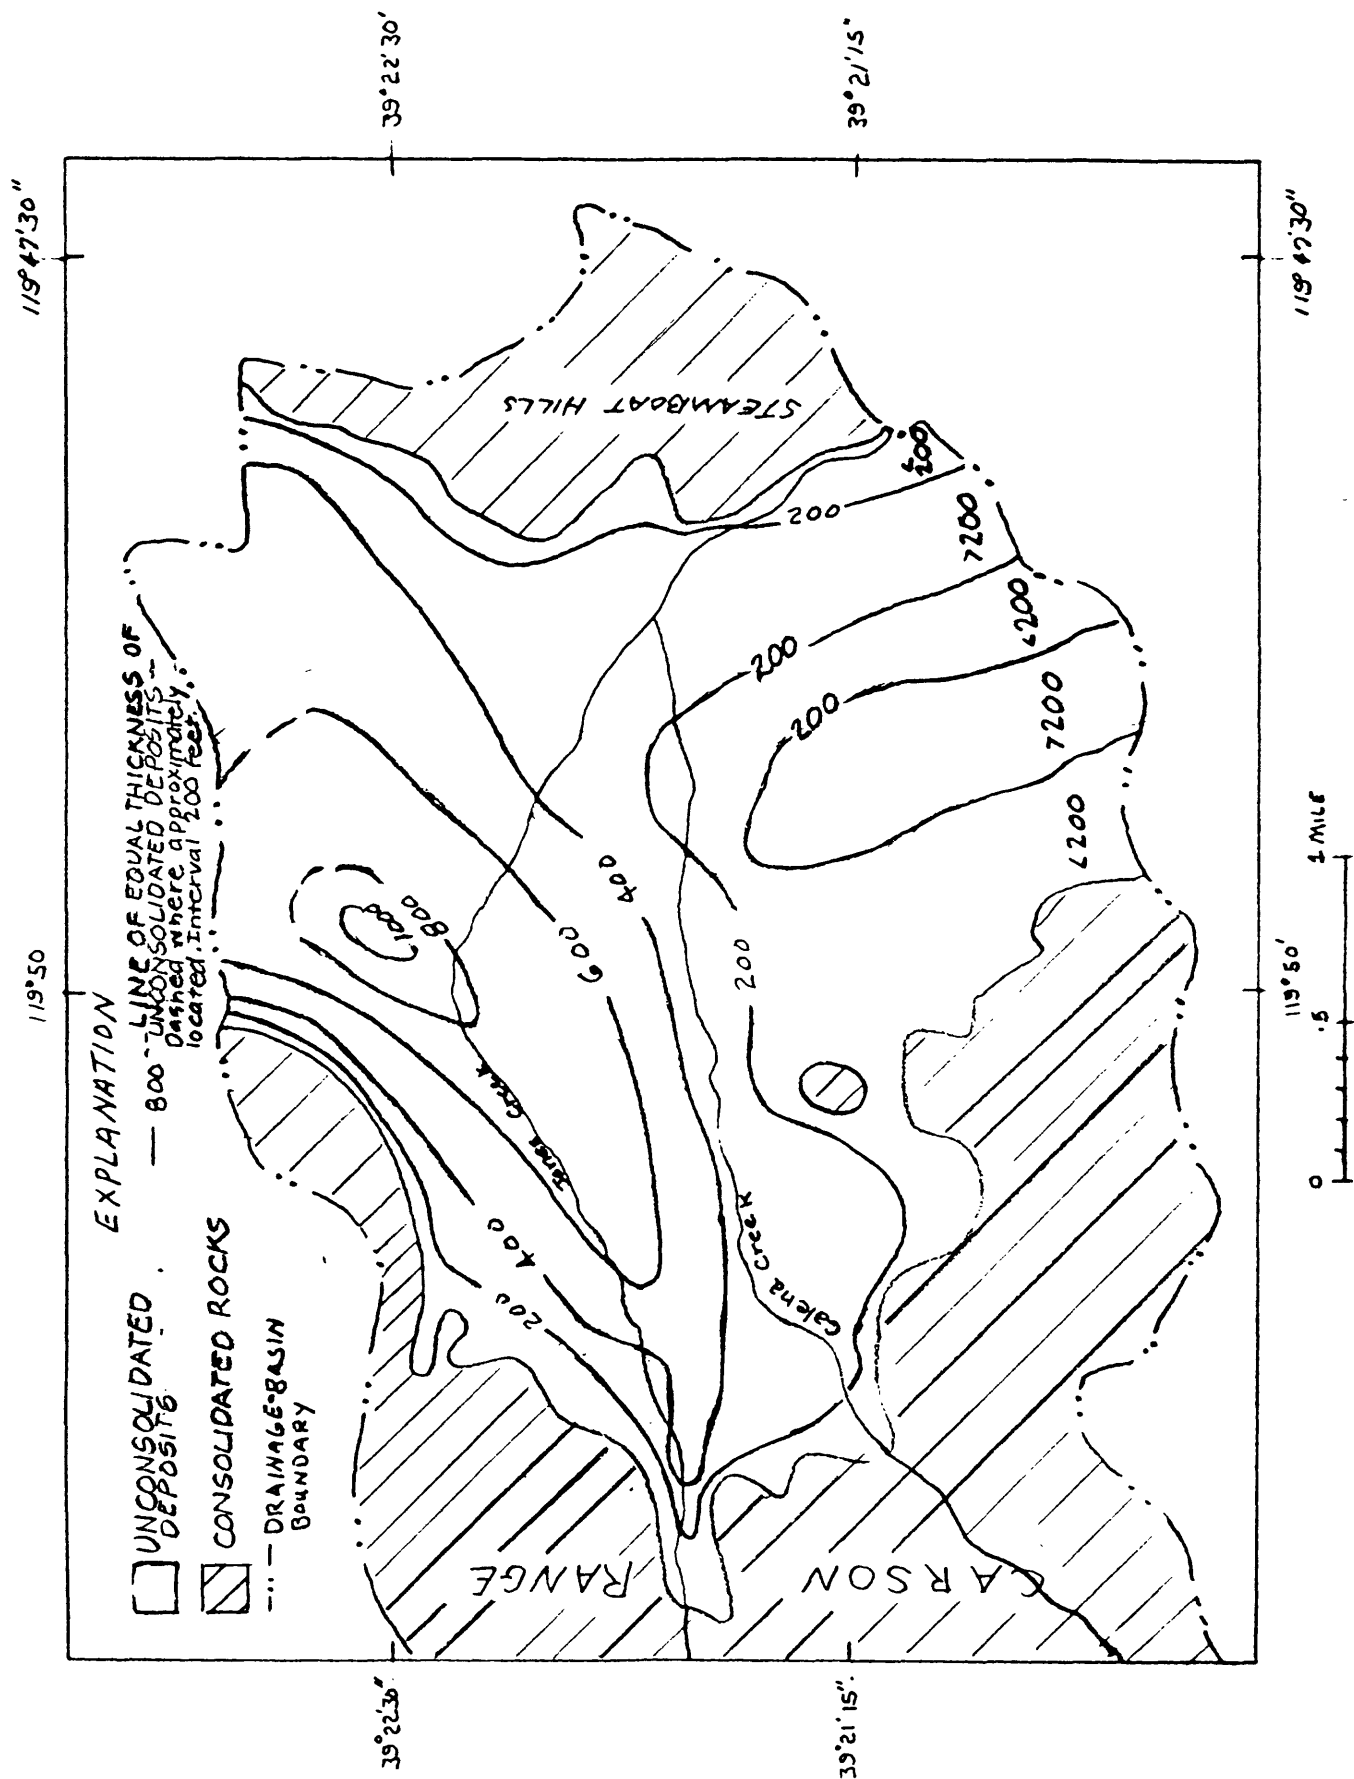 EXPLANATION
UNCONSOLIDATED
DEPOSITS
CONSOLIDATED ROCKS
DRAINAGE-BASIN
BOUNDARY
800
LINE OF EQUAL THICKNESS OF
UNCONSOLIDATED DEPOSITS-
Dashed where approximately
located. Interval 200 feet.
119°50
119°47'30"
39°22'30'
39°21'15"
39°22'30"
39°21'15"
119°50'
119°47'30"
STEAMBOAT HILLS
CARSON
RANGE
Jones Creek
Galena Creek
1000
800
600
400
400
200
200
200
200
200
<200
>200
<200
>200
<200
0
.5
1 MILE